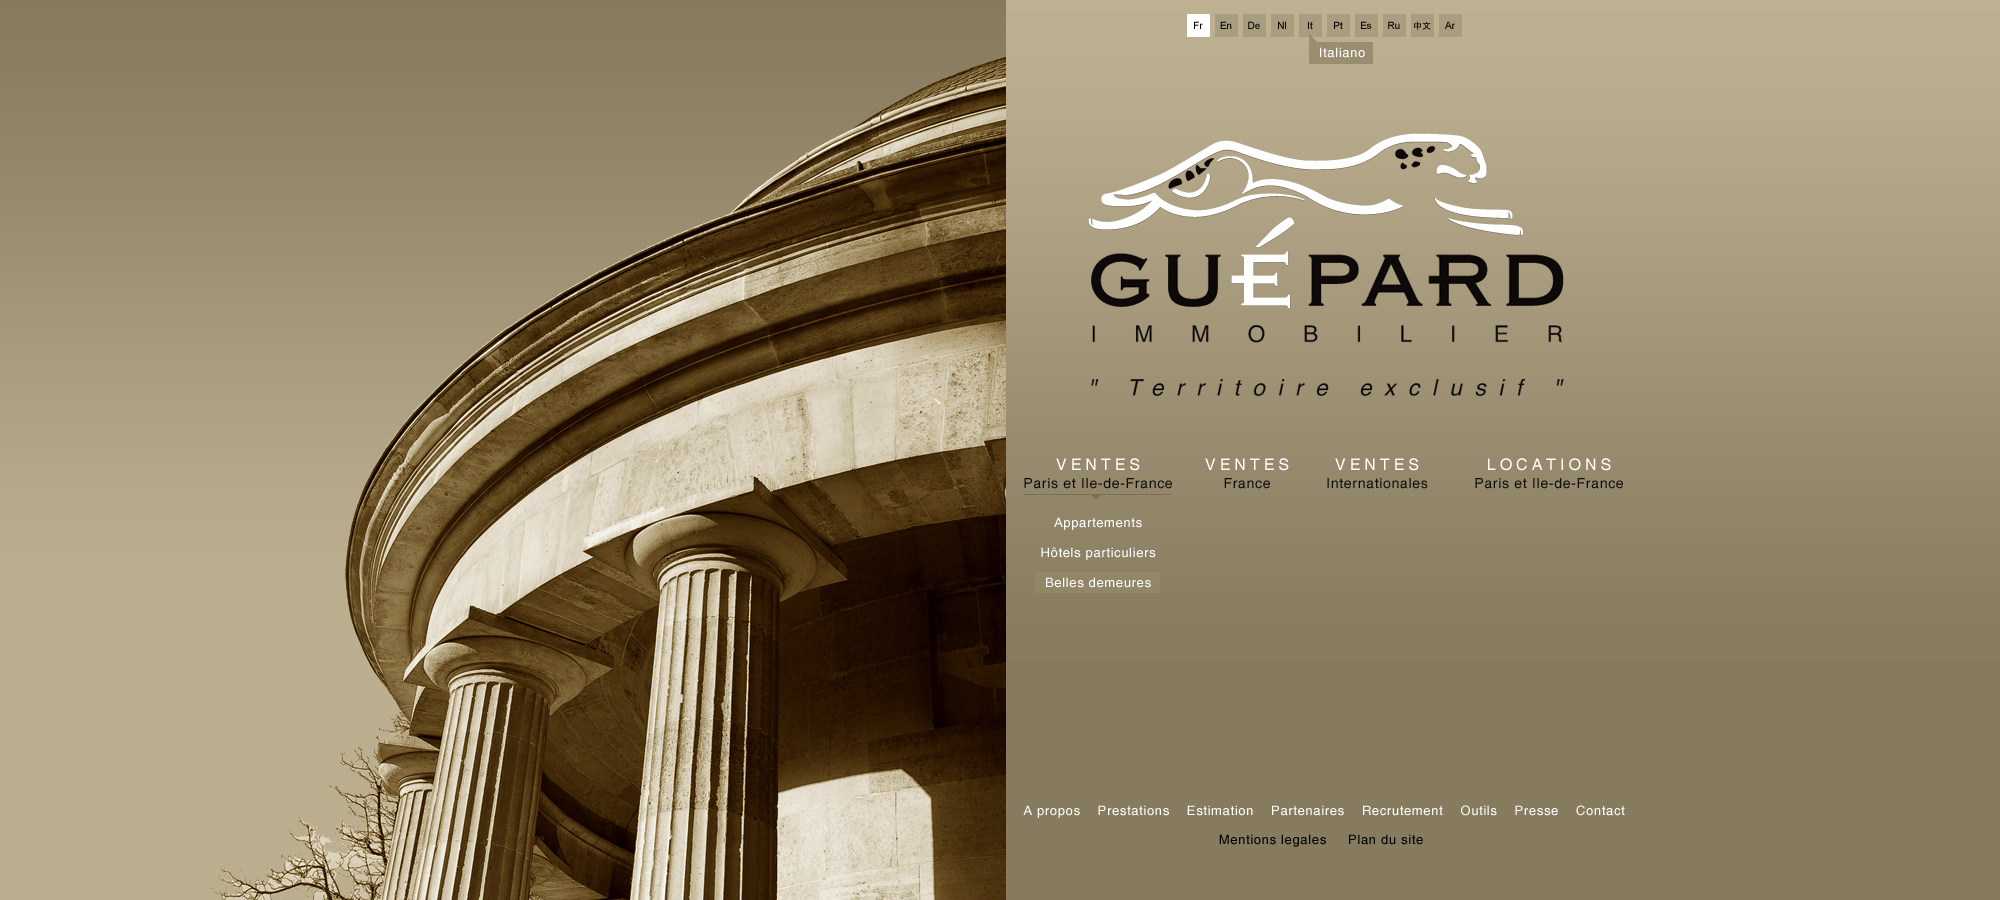 Fr En De Nl It Pt Es Ru 中文 Ar
Italiano
GUÉPARD
IMMOBILIER
" Territoire exclusif "
VENTES
Paris et Ile-de-France
VENTES
France
VENTES
Internationales
LOCATIONS
Paris et Ile-de-France
Appartements
Hôtels particuliers
Belles demeures
A propos Prestations Estimation Partenaires Recrutement Outils Presse Contact
Mentions legales Plan du site